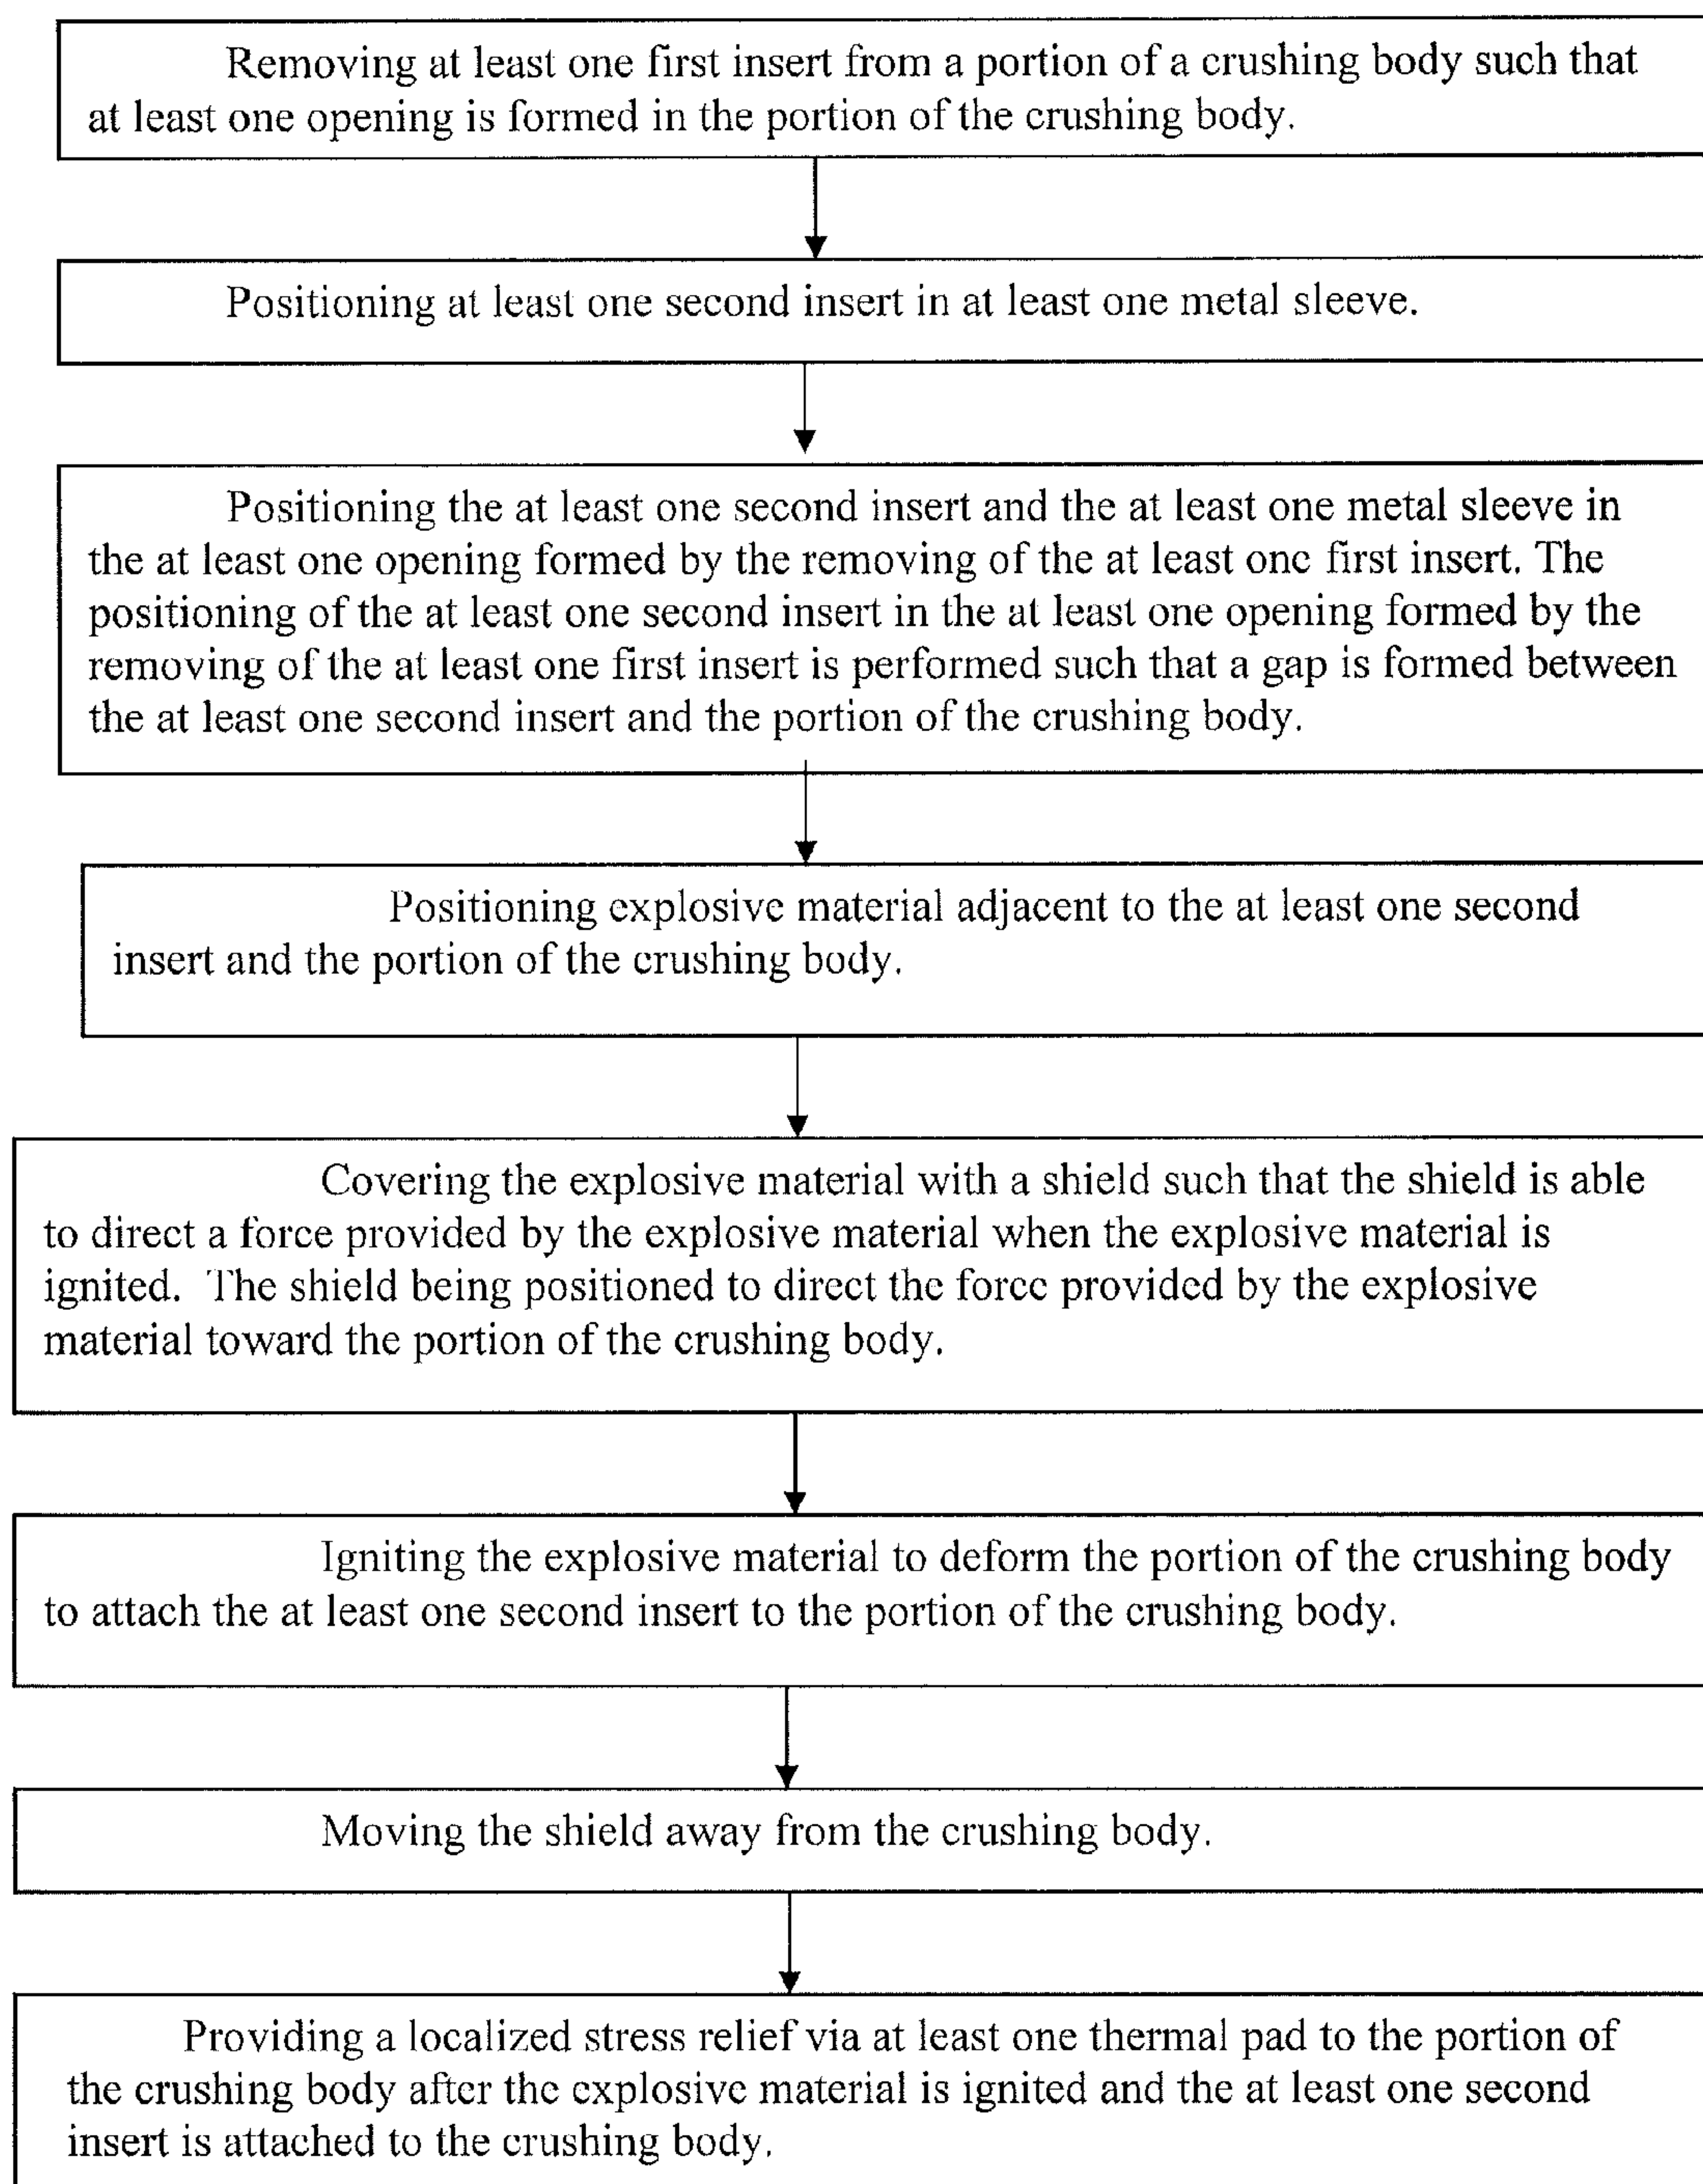 Removing at least one first insert from a portion of a crushing body such that
at least one opening is formed in the portion of the crushing body.
Positioning at least one second insert in at least one metal sleeve.
Positioning the at least one second insert and the at least one metal sleeve in
the at least one opening formed by the removing of the at least one first insert. The
positioning of the at least one second insert in the at least one opening formed by the
removing of the at least one first insert is performed such that a gap is formed between
the at least one second insert and the portion of the crushing body.
Positioning explosive material adjacent to the at least one second
insert and the portion of the crushing body.
Covering the explosive material with a shield such that the shield is able
to direct a force provided by the explosive material when the explosive material is
ignited. The shield being positioned to direct the force provided by the explosive
material toward the portion of the crushing body.
Igniting the explosive material to deform the portion of the crushing body
to attach the at least one second insert to the portion of the crushing body.
Moving the shield away from the crushing body.
Providing a localized stress relief via at least one thermal pad to the portion of
the crushing body after the explosive material is ignited and the at least one second
insert is attached to the crushing body.